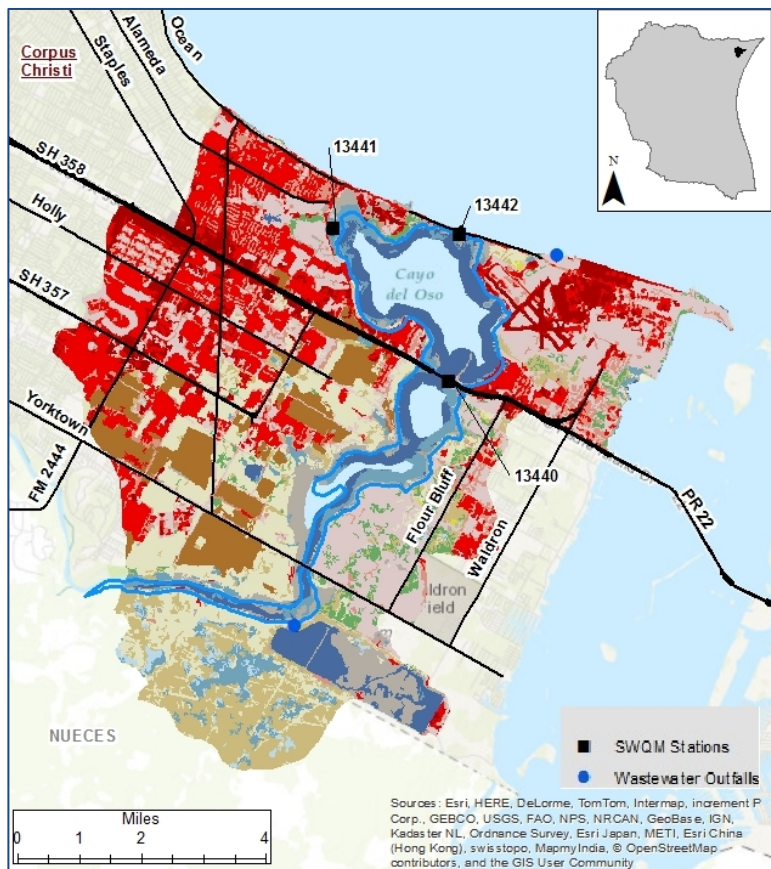 Corpus
Christi
Staples
Alameda
Ocean
N
13441
SH 358
13442
Holly
Cayo
del Oso
SH 357
Yorktown
13440
FM 2444
Flour Bluff
Waldron
PR 22
ldron
ield
NUECES
SWQM Stations
Wastewater Outfalls
Miles
0 1 2 4
Sources: Esri, HERE, DeLorme, TomTom, Intermap, increment P
Corp., GEBCO, USGS, FAO, NPS, NRCAN, GeoBase, IGN,
Kadaster NL, Ordnance Survey, Esri Japan, METI, Esri China
(Hong Kong), swisstopo, MapmyIndia, © OpenStreetMap
contributors, and the GIS User Community